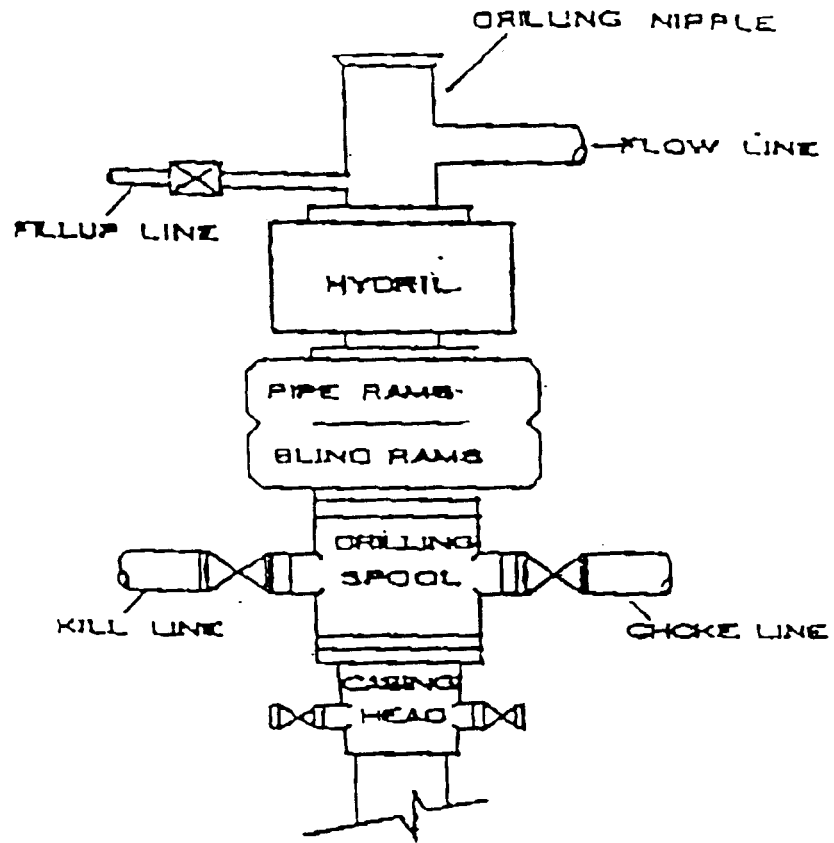 DRILLING NIPPLE
FLOW LINE
FILLUP LINE
HYDRIL
PIPE RAMS
BLIND RAMS
DRILLING
SPOOL
KILL LINE
CHOKE LINE
CASING
HEAD